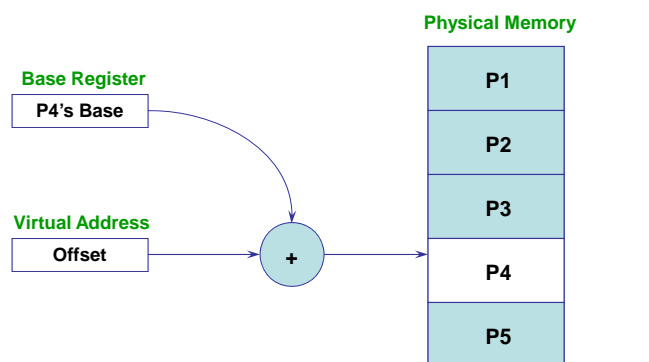 Physical Memory
P1
Base Register
P4's Base
P2
P3
Virtual Address
Offset
+
P4
P5